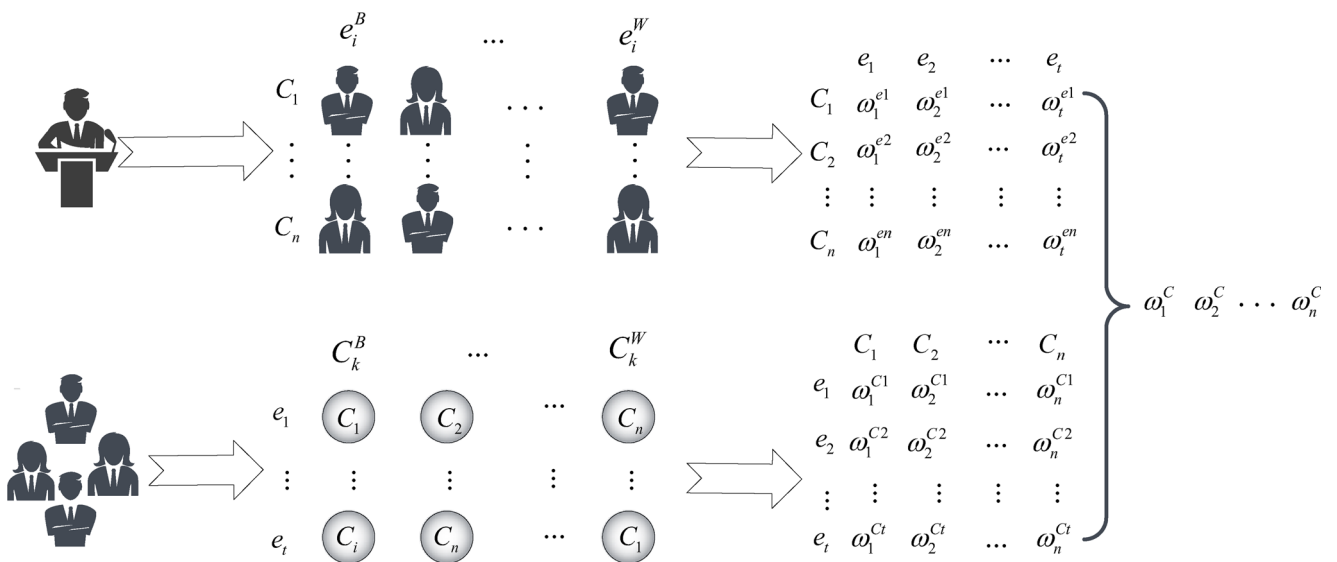 e_i^B ... e_i^W
C_1 ...
⋮ ⋮ ⋮ ⋮ ⋮
C_n ...
e_1 e_2 ... e_t
C_1 ω_1^{e1} ω_2^{e1} ... ω_t^{e1}
C_2 ω_1^{e2} ω_2^{e2} ... ω_t^{e2}
⋮ ⋮ ⋮ ⋮ ⋮
C_n ω_1^{en} ω_2^{en} ... ω_t^{en}
ω_1^C ω_2^C ... ω_n^C
C_k^B ... C_k^W
e_1 C_1 C_2 ... C_n
⋮ ⋮ ⋮ ⋮ ⋮
e_t C_i C_n ... C_1
C_1 C_2 ... C_n
e_1 ω_1^{C1} ω_2^{C1} ... ω_n^{C1}
e_2 ω_1^{C2} ω_2^{C2} ... ω_n^{C2}
⋮ ⋮ ⋮ ⋮ ⋮
e_t ω_1^{Ct} ω_2^{Ct} ... ω_n^{Ct}